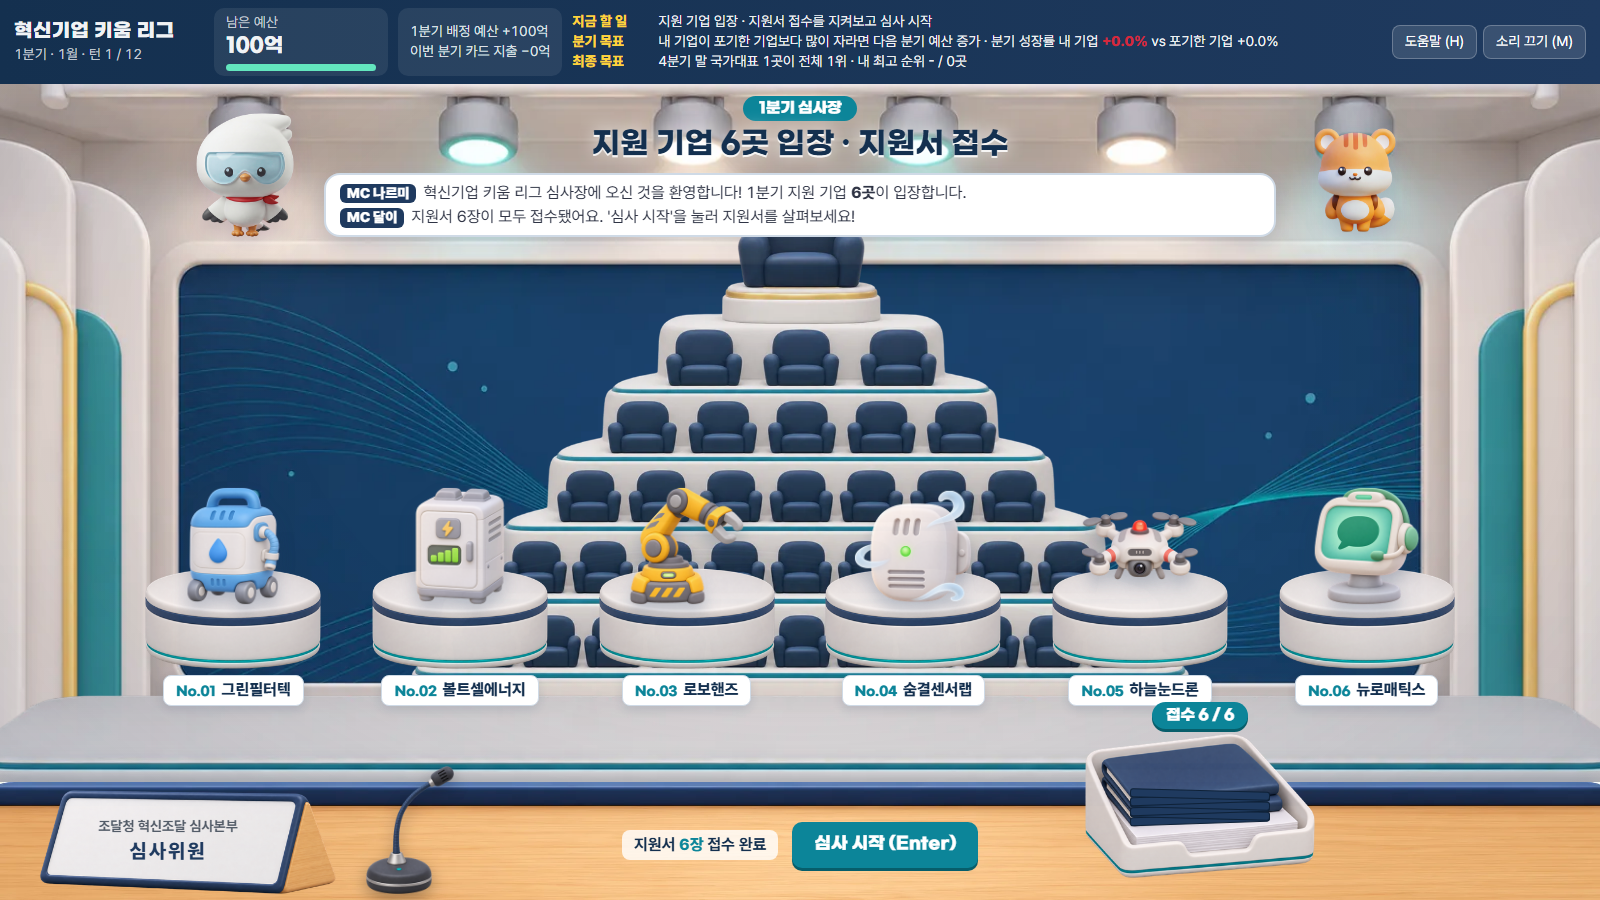 혁신기업 키움 리그
1분기 · 1월 · 턴 1 / 12
남은 예산
100억
1분기 배정 예산 +100억
이번 분기 카드 지출 −0억
지금 할 일 지원 기업 입장 · 지원서 접수를 지켜보고 심사 시작
분기 목표 내 기업이 포기한 기업보다 많이 자라면 다음 분기 예산 증가 · 분기 성장률 내 기업 +0.0% vs 포기한 기업 +0.0%
최종 목표 4분기 말 국가대표 1곳이 전체 1위 · 내 최고 순위 - / 0곳
도움말 (H)
소리 끄기 (M)
1분기 심사장
지원 기업 6곳 입장 · 지원서 접수
MC 나르미 혁신기업 키움 리그 심사장에 오신 것을 환영합니다! 1분기 지원 기업 6곳이 입장합니다.
MC 달이 지원서 6장이 모두 접수됐어요. '심사 시작'을 눌러 지원서를 살펴보세요!
No.01 그린필터텍
No.02 볼트셀에너지
No.03 로보핸즈
No.04 숨결센서랩
No.05 하늘눈드론
No.06 뉴로매틱스
접수 6 / 6
조달청 혁신조달 심사본부
심사위원
지원서 6장 접수 완료
심사 시작 (Enter)